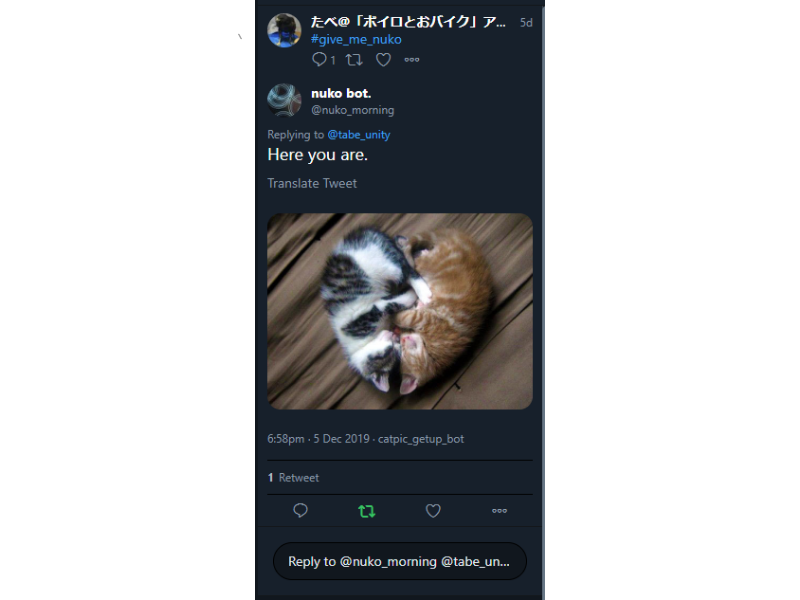 たべ@「ボイロとおバイク」ア... 5d
#give_me_nuko
1
nuko bot.
@nuko_morning
Replying to @tabe_unity
Here you are.
Translate Tweet
6:58pm · 5 Dec 2019 · catpic_getup_bot
1 Retweet
Reply to @nuko_morning @tabe_un...